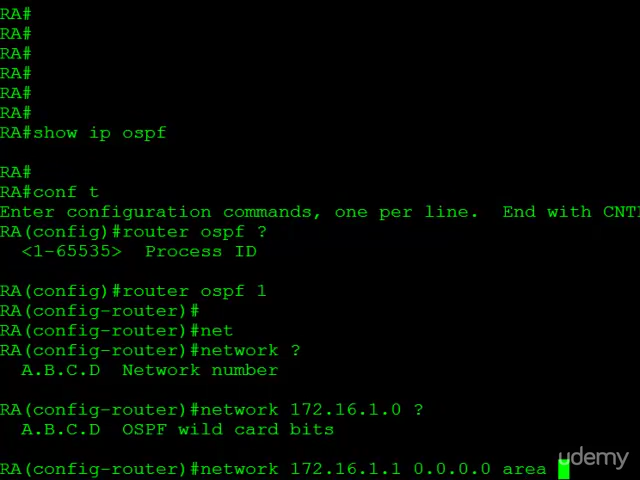 RA#
RA#
RA#
RA#
RA#
RA#
RA#show ip ospf
RA#
RA#conf t
Enter configuration commands, one per line.  End with CNT
RA(config)#router ospf ?
  <1-65535>  Process ID
RA(config)#router ospf 1
RA(config-router)#
RA(config-router)#net
RA(config-router)#network ?
  A.B.C.D  Network number
RA(config-router)#network 172.16.1.0 ?
  A.B.C.D  OSPF wild card bits
RA(config-router)#network 172.16.1.1 0.0.0.0 area
udemy